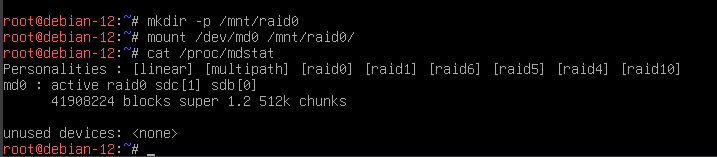 root@debian-12:~# mkdir -p /mnt/raid0
root@debian-12:~# mount /dev/md0 /mnt/raid0/
root@debian-12:~# cat /proc/mdstat
Personalities : [linear] [multipath] [raid0] [raid1] [raid6] [raid5] [raid4] [raid10]
md0 : active raid0 sdc[1] sdb[0]
      41908224 blocks super 1.2 512k chunks

unused devices: <none>
root@debian-12:~# _